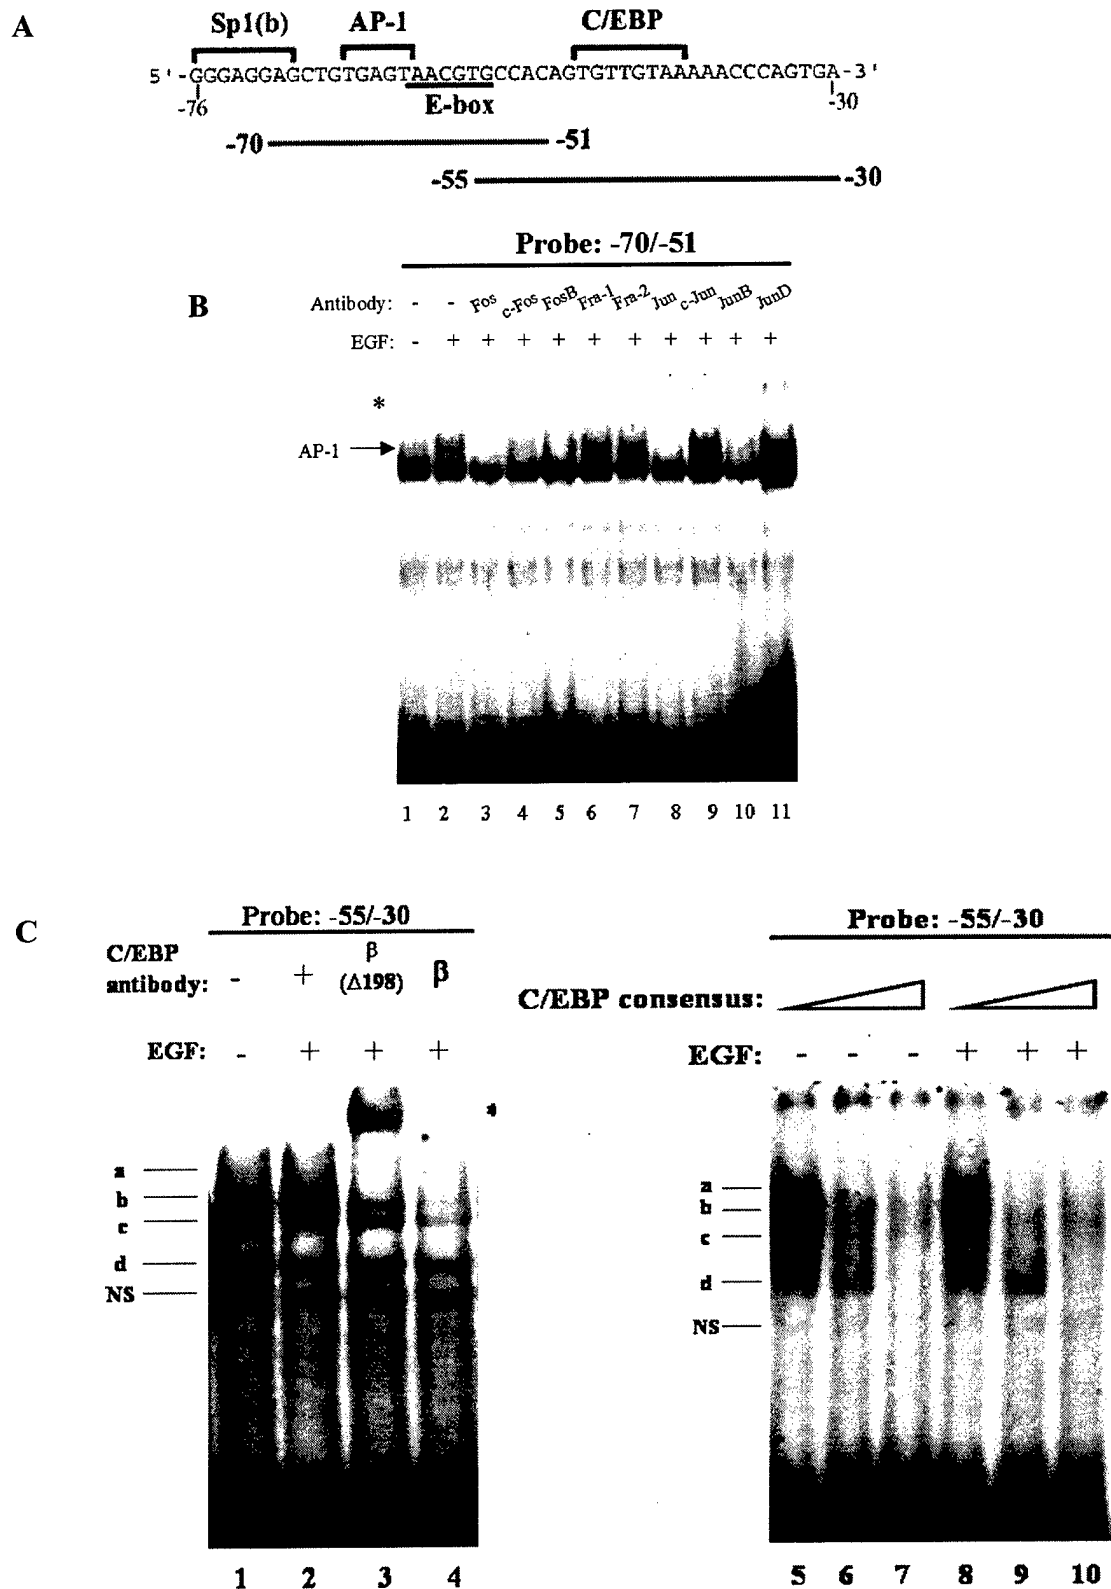 A
Sp1(b) AP-1 C/EBP
5'-GGGAGGAGCTGTGAGTAACGTGCCACAGTGTTGTAAAAACCCAGTGA-3'
-76 E-box -30
-70 -51
-55 -30
Probe: -70/-51
B
Antibody: - - Fos c-Fos FosB Fra-1 Fra-2 Jun c-Jun JunB JunD
EGF: - + + + + + + + + + +
*
AP-1
1 2 3 4 5 6 7 8 9 10 11
C
Probe: -55/-30
C/EBP antibody: - + β (Δ198) β
EGF: - + + +
*
a
b
c
d
NS
1 2 3 4
Probe: -55/-30
C/EBP consensus:
EGF: - - - + + +
a
b
c
d
NS
5 6 7 8 9 10